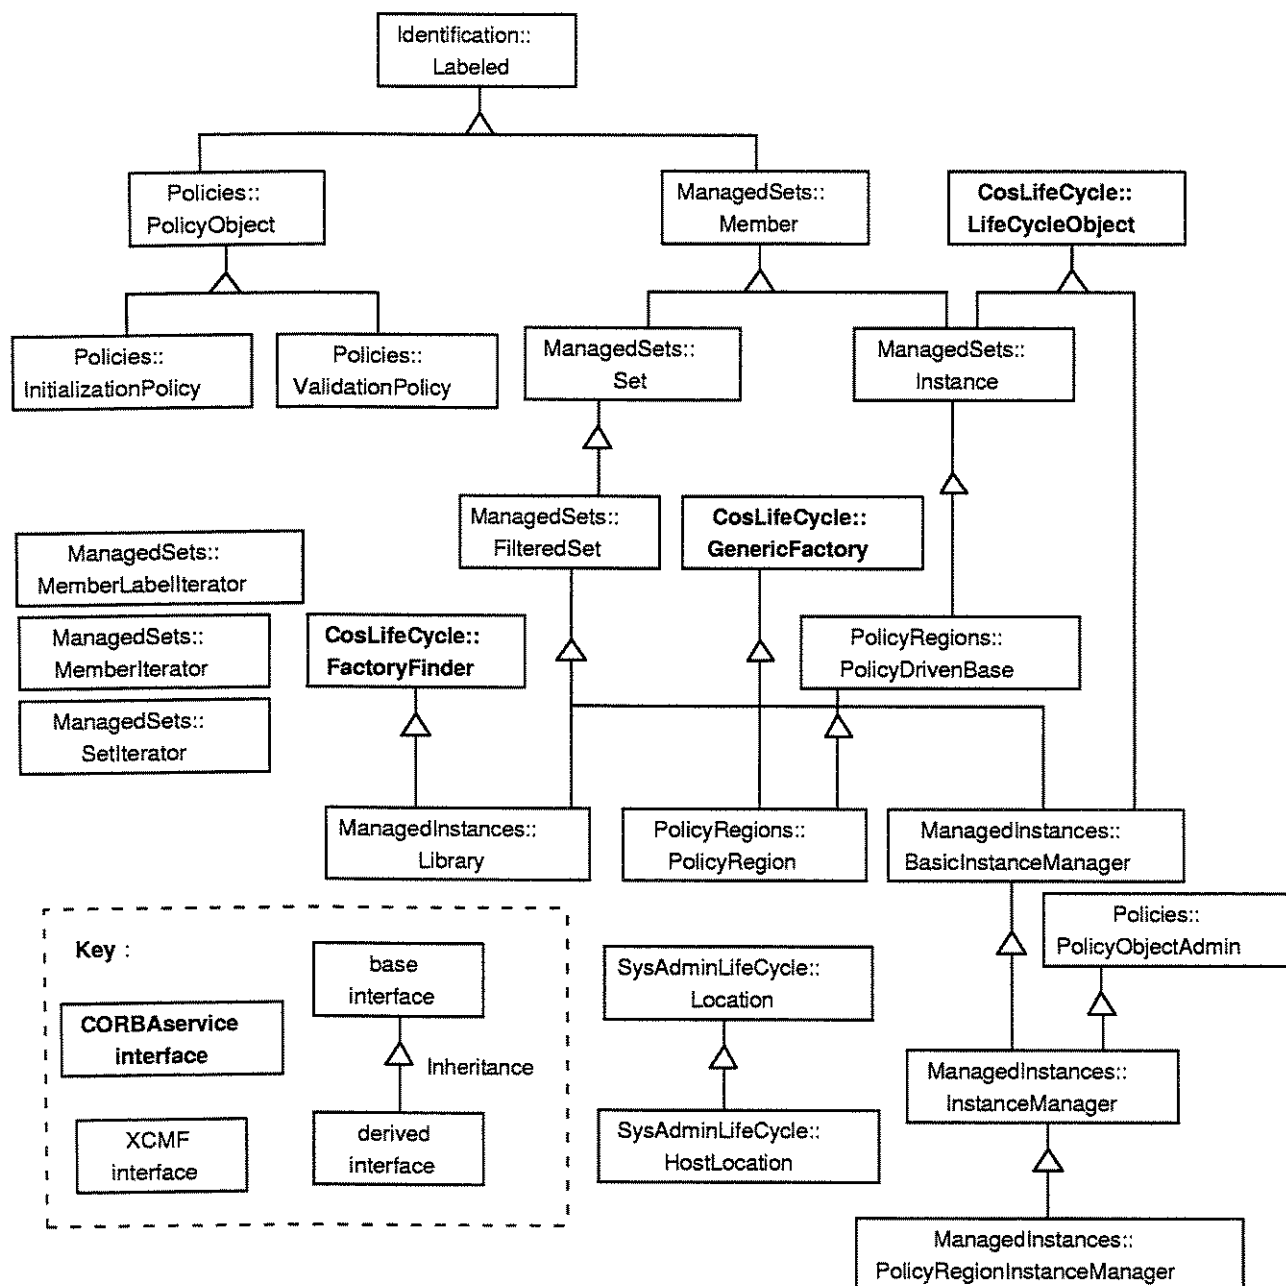 Identification::
Labeled
Policies::
PolicyObject
ManagedSets::
Member
CosLifeCycle::
LifeCycleObject
Policies::
InitializationPolicy
Policies::
ValidationPolicy
ManagedSets::
Set
ManagedSets::
Instance
ManagedSets::
FilteredSet
CosLifeCycle::
GenericFactory
ManagedSets::
MemberLabelIterator
ManagedSets::
MemberIterator
ManagedSets::
SetIterator
CosLifeCycle::
FactoryFinder
PolicyRegions::
PolicyDrivenBase
ManagedInstances::
Library
PolicyRegions::
PolicyRegion
ManagedInstances::
BasicInstanceManager
Policies::
PolicyObjectAdmin
Key :
base
interface
CORBAservice
interface
Inheritance
XCMF
interface
derived
interface
SysAdminLifeCycle::
Location
SysAdminLifeCycle::
HostLocation
ManagedInstances::
InstanceManager
ManagedInstances::
PolicyRegionInstanceManager